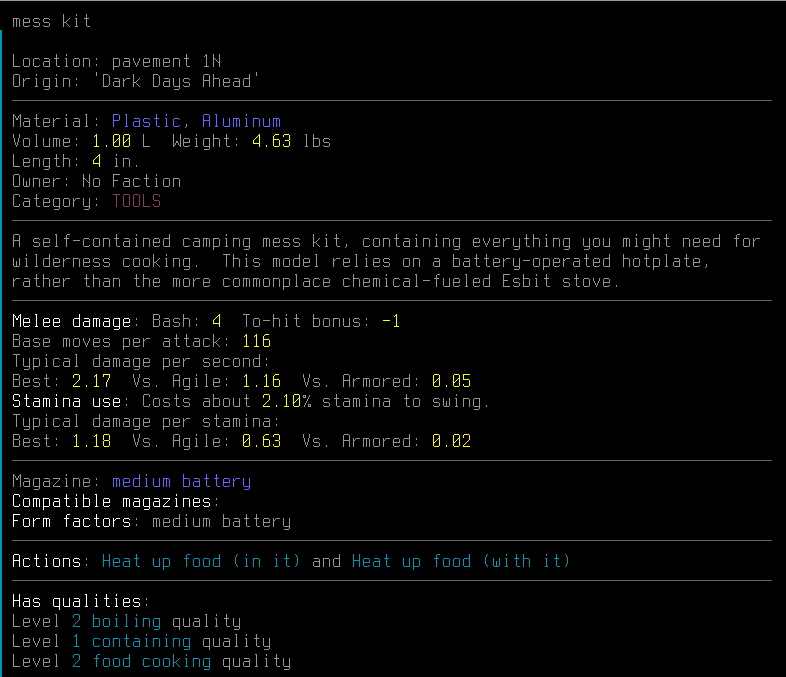 mess kit
Location: pavement 1N
Origin: 'Dark Days Ahead'
Material: Plastic, Aluminum
Volume: 1.00 L  Weight: 4.63 lbs
Length: 4 in.
Owner: No Faction
Category: TOOLS
A self-contained camping mess kit, containing everything you might need for
wilderness cooking.  This model relies on a battery-operated hotplate,
rather than the more commonplace chemical-fueled Esbit stove.
Melee damage: Bash: 4  To-hit bonus: -1
Base moves per attack: 116
Typical damage per second:
Best: 2.17  Vs. Agile: 1.16  Vs. Armored: 0.05
Stamina use: Costs about 2.10% stamina to swing.
Typical damage per stamina:
Best: 1.18  Vs. Agile: 0.63  Vs. Armored: 0.02
Magazine: medium battery
Compatible magazines:
Form factors: medium battery
Actions: Heat up food (in it) and Heat up food (with it)
Has qualities:
Level 2 boiling quality
Level 1 containing quality
Level 2 food cooking quality